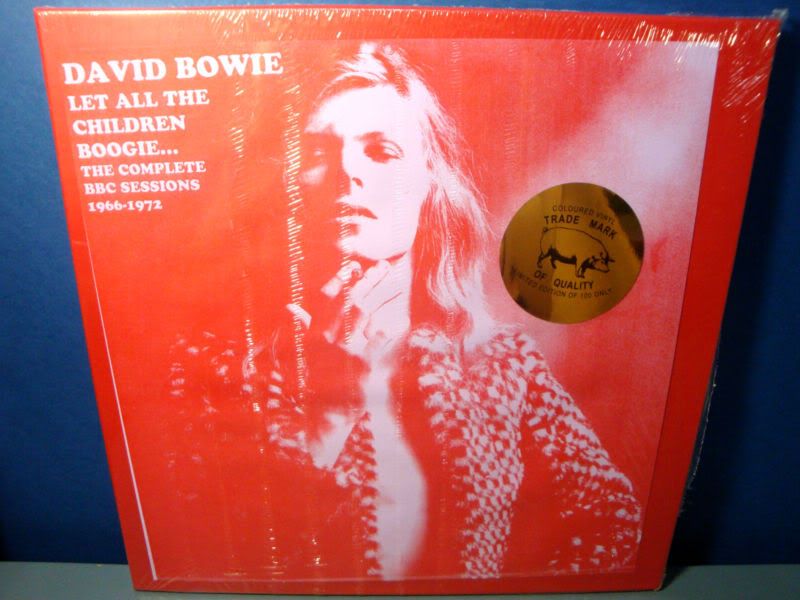 DAVID BOWIE
LET ALL THE
CHILDREN
BOOGIE...
THE COMPLETE
BBC SESSIONS
1966-1972
COLOURED VINYL
TRADE MARK
OF QUALITY
LIMITED EDITION OF 100 ONLY